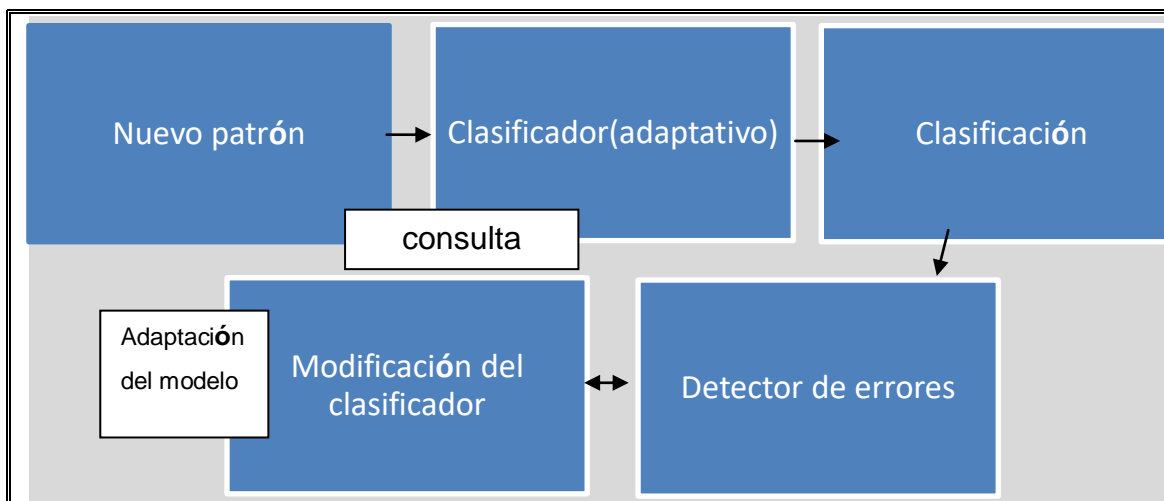 Nuevo patrón
Clasificador(adaptativo)
Clasificación
consulta
Adaptación
del modelo
Modificación del
clasificador
Detector de errores